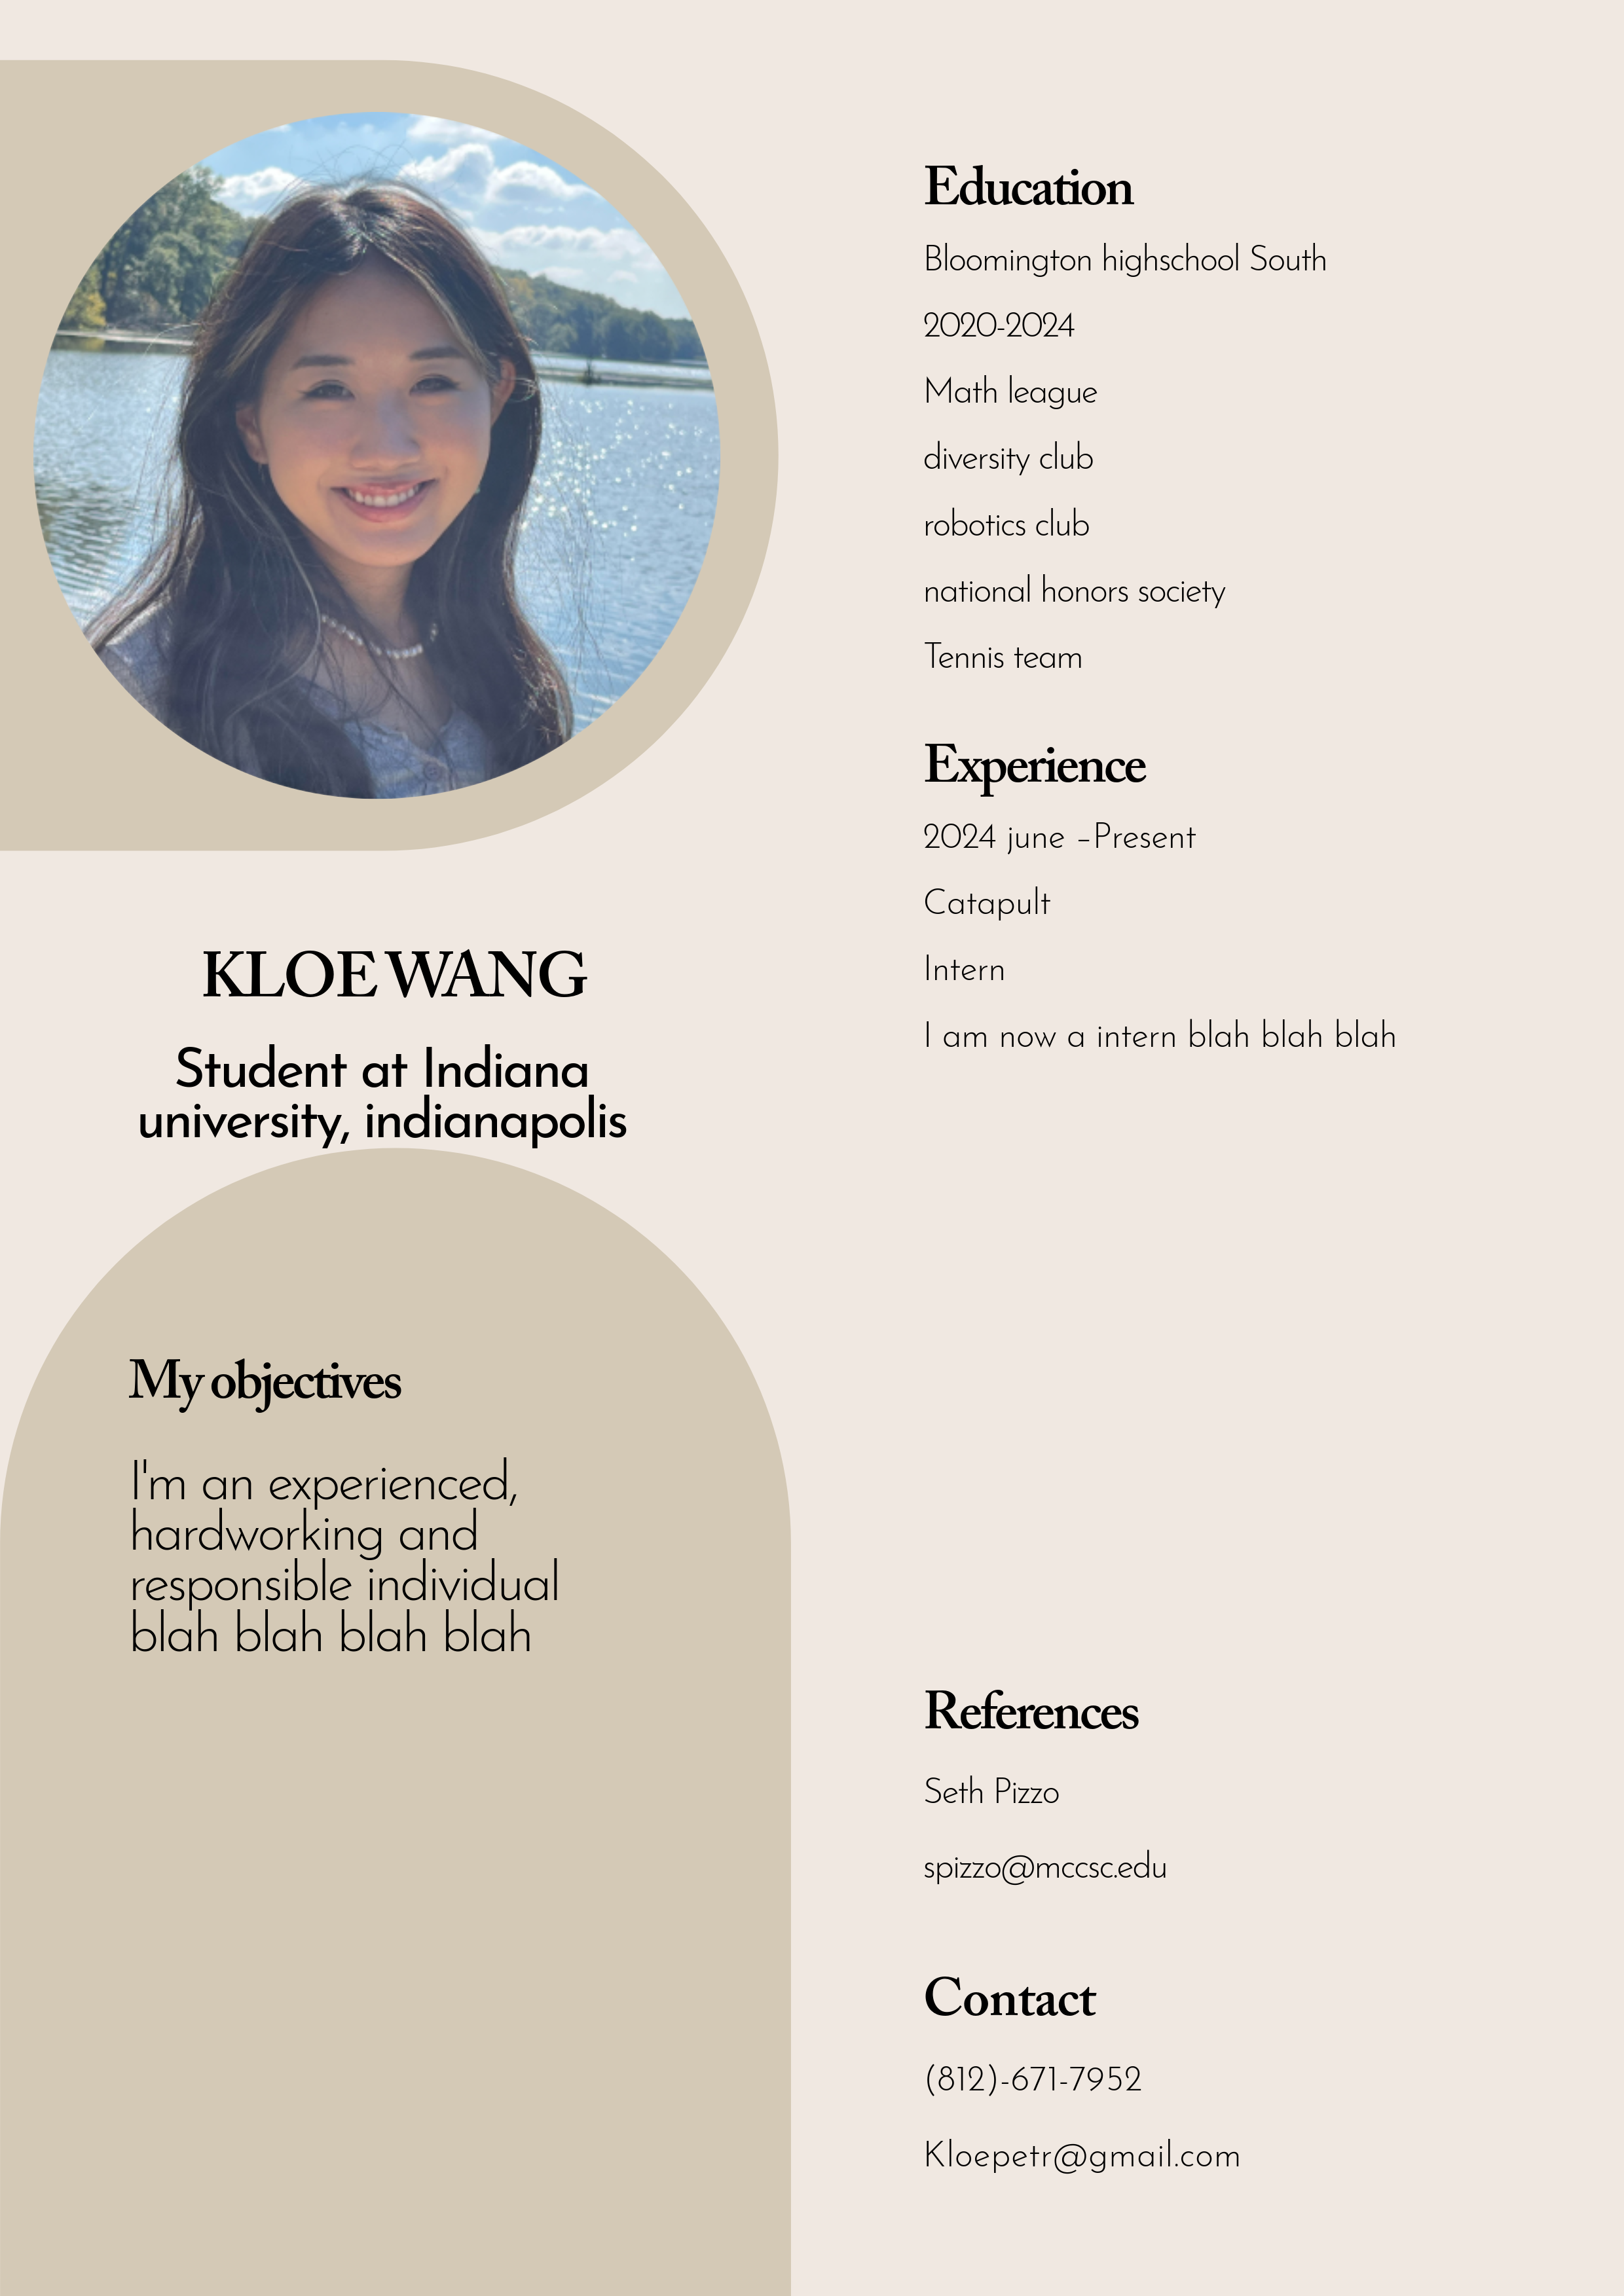 KLOE WANG
Student at Indiana
university, indianapolis
My objectives
I'm an experienced,
hardworking and
responsible individual
blah blah blah blah
Education
Bloomington highschool South
2020-2024
Math league
diversity club
robotics club
national honors society
Tennis team
Experience
2024 june –Present
Catapult
Intern
I am now a intern blah blah blah
References
Seth Pizzo
spizzo@mccsc.edu
Contact
(812)-671-7952
Kloepetr@gmail.com